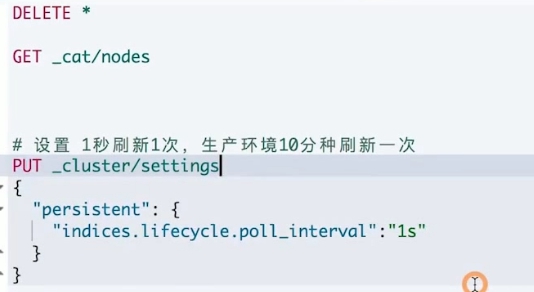 DELETE *
GET _cat/nodes
# 设置 1秒刷新1次，生产环境10分种刷新一次
PUT _cluster/settings
{
"persistent": {
"indices.lifecycle.poll_interval":"1s"
}
}